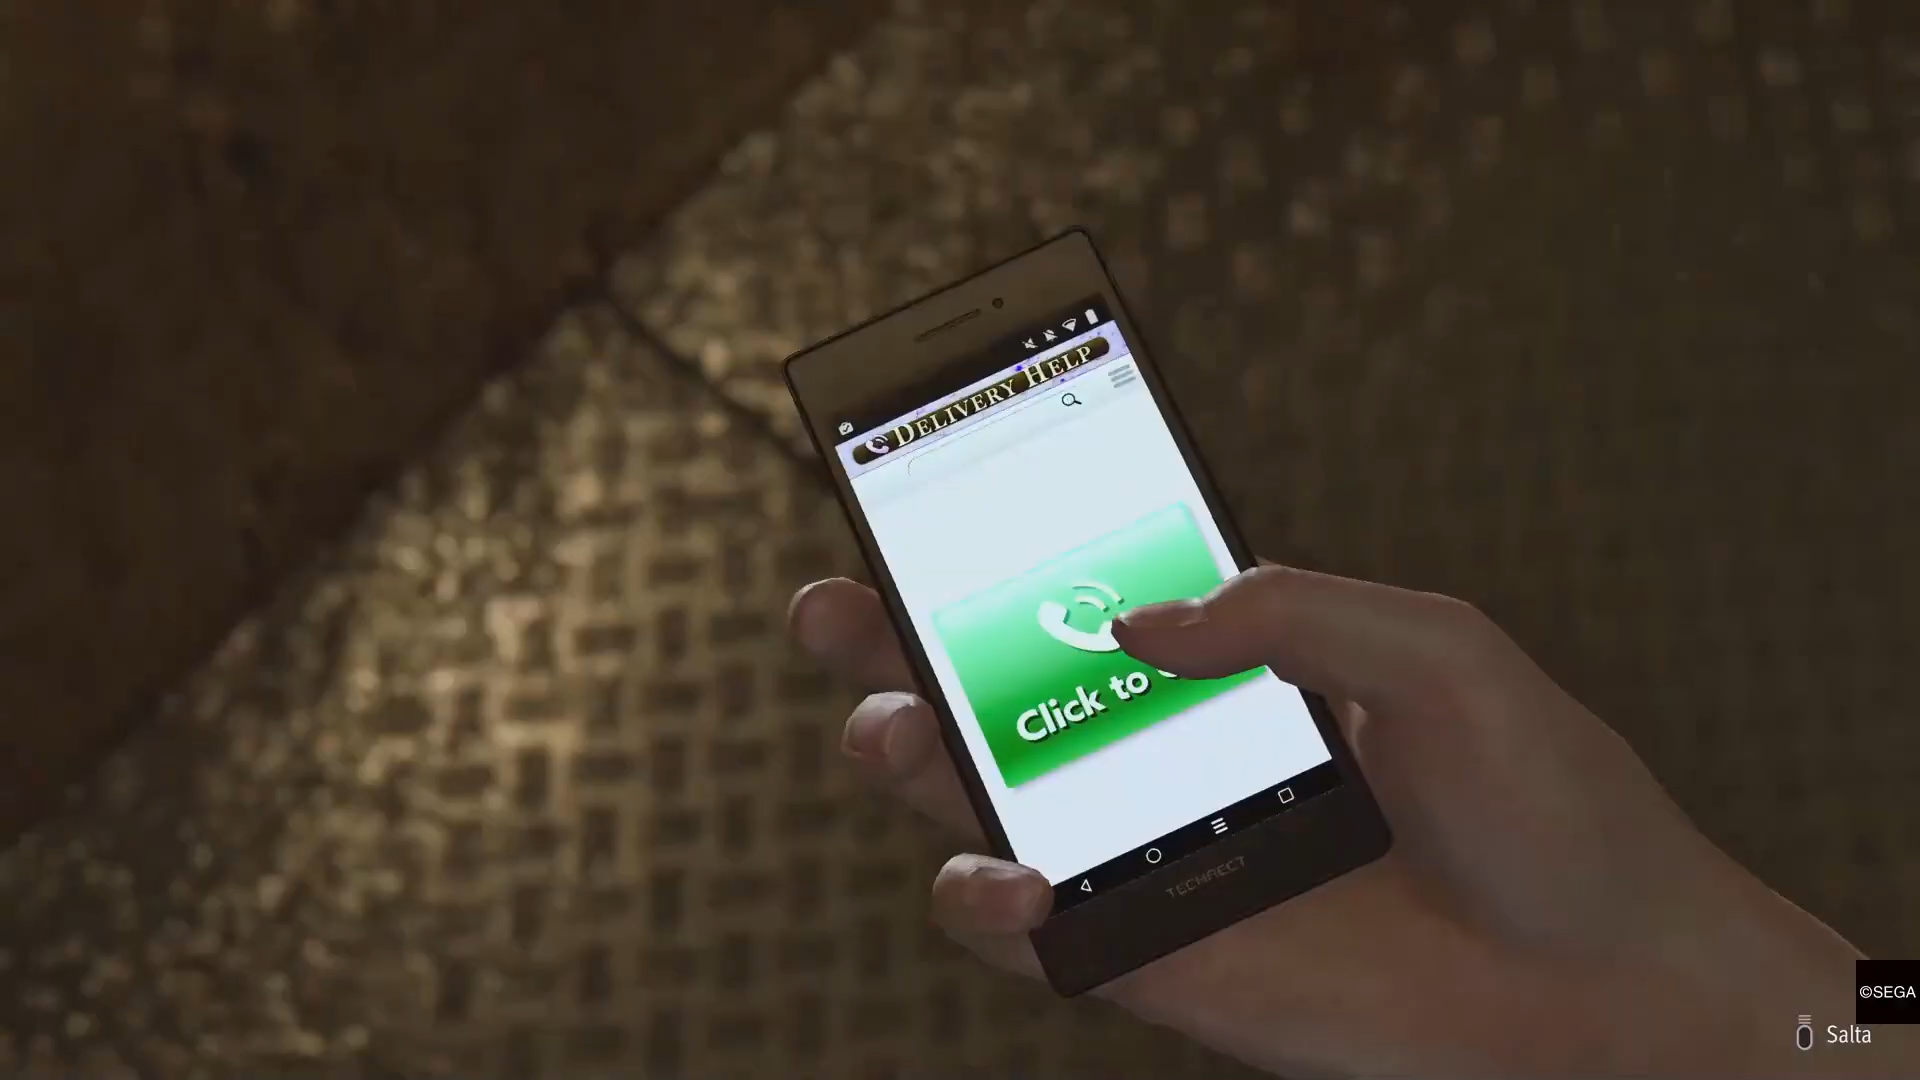 DELIVERY HELP
Click to
TECHRECT
©SEGA
Salta